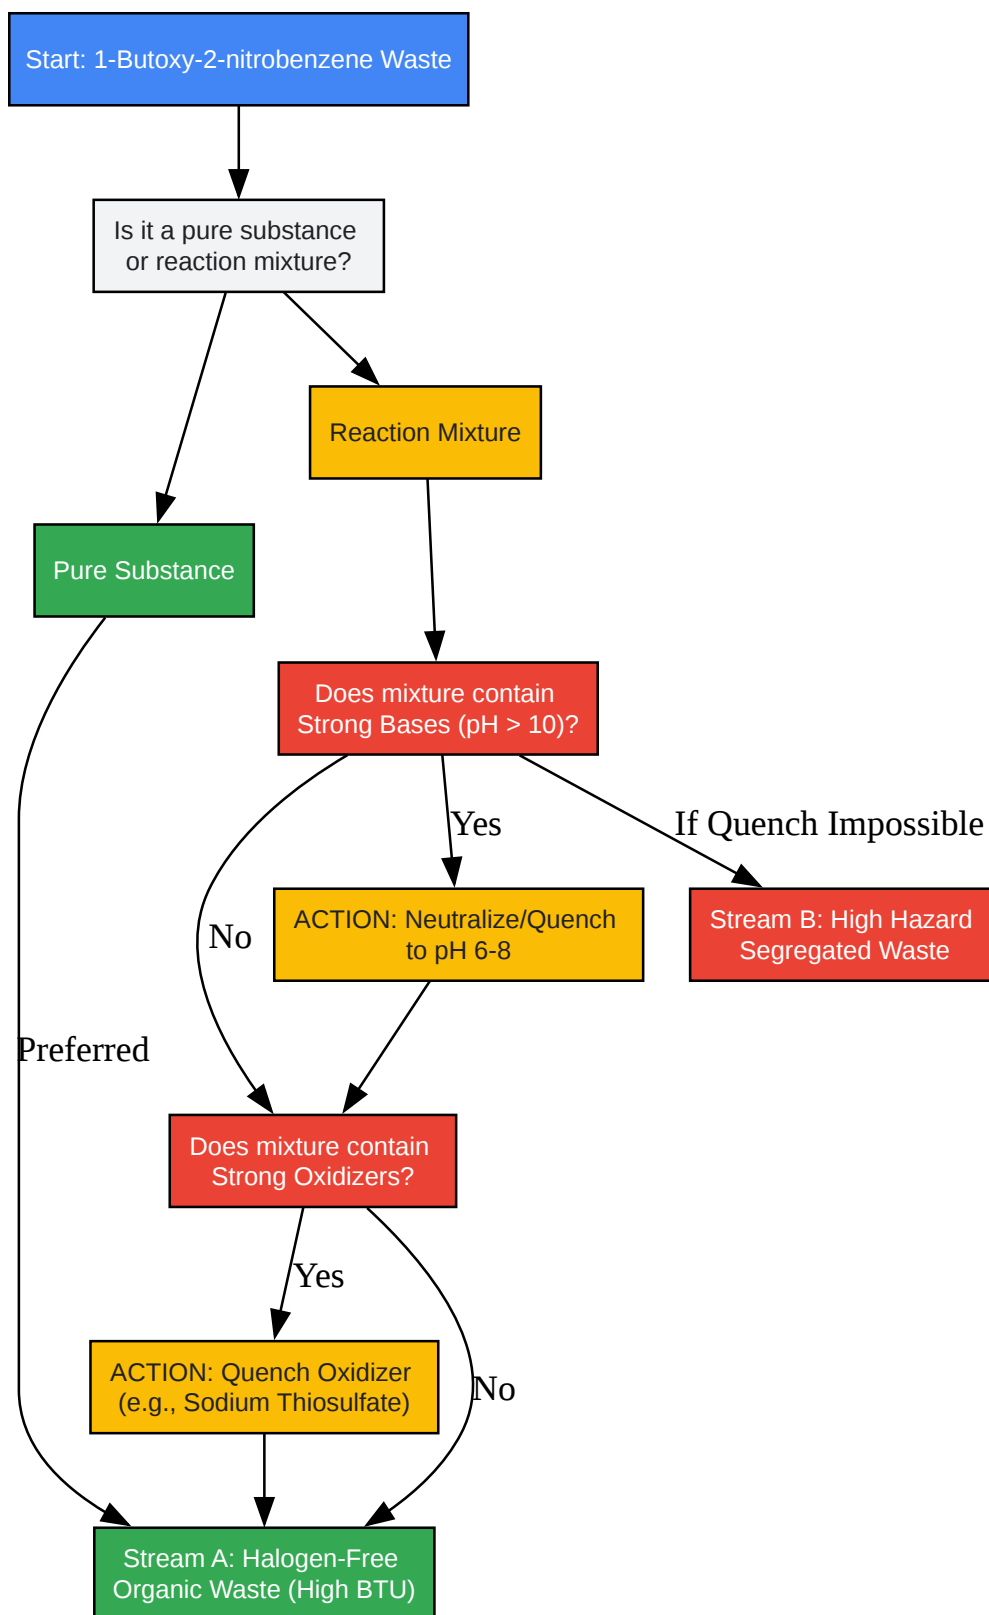 Start: 1-Butoxy-2-nitrobenzene Waste
Is it a pure substance
or reaction mixture?
Reaction Mixture
Pure Substance
Does mixture contain
Strong Bases (pH > 10)?
Yes
If Quench Impossible
No
ACTION: Neutralize/Quench
to pH 6-8
Stream B: High Hazard
Segregated Waste
Preferred
Does mixture contain
Strong Oxidizers?
Yes
No
ACTION: Quench Oxidizer
(e.g., Sodium Thiosulfate)
Stream A: Halogen-Free
Organic Waste (High BTU)